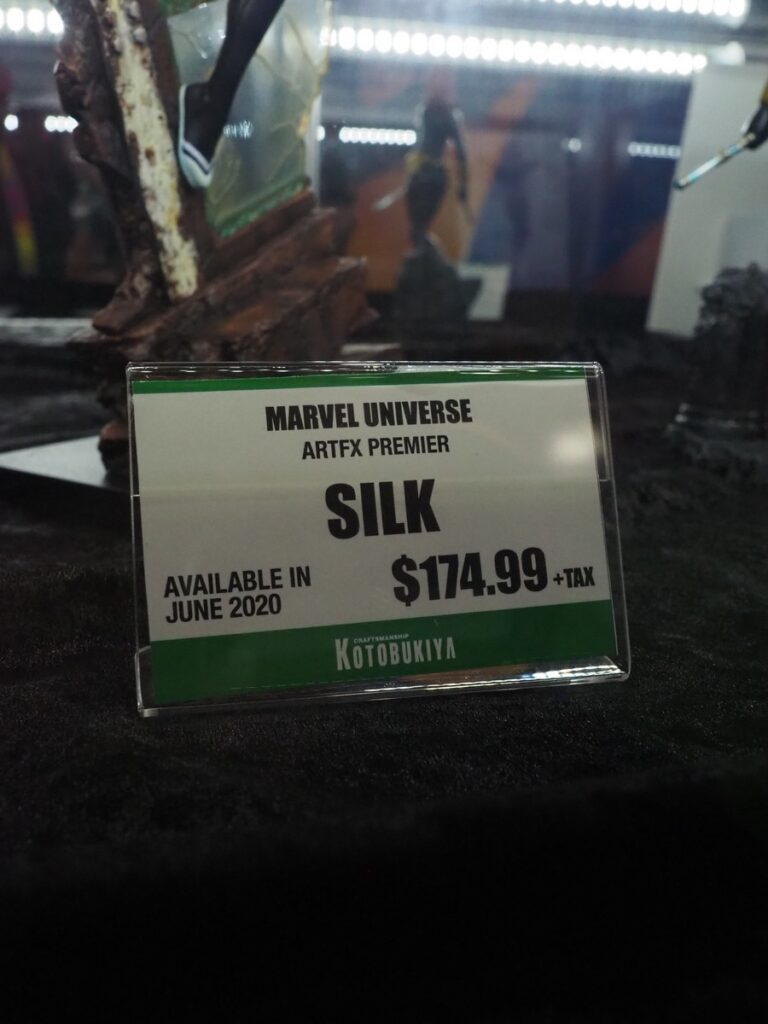 MARVEL UNIVERSE
ARTFX PREMIER
SILK
AVAILABLE IN
JUNE 2020
$174.99 +TAX
CRAFTSMANSHIP
KOTOBUKIYA